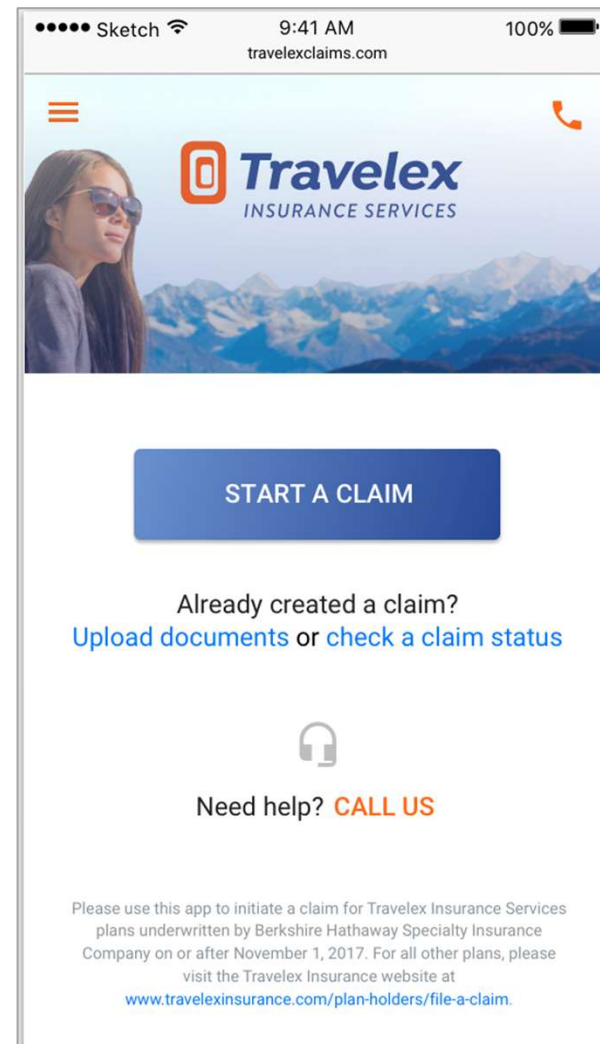 Sketch 9:41 AM 100%
travelexclaims.com
Travelex
INSURANCE SERVICES
START A CLAIM
Already created a claim?
Upload documents or check a claim status
Need help? CALL US
Please use this app to initiate a claim for Travelex Insurance Services
plans underwritten by Berkshire Hathaway Specialty Insurance
Company on or after November 1, 2017. For all other plans, please
visit the Travelex Insurance website at
www.travelexinsurance.com/plan-holders/file-a-claim.